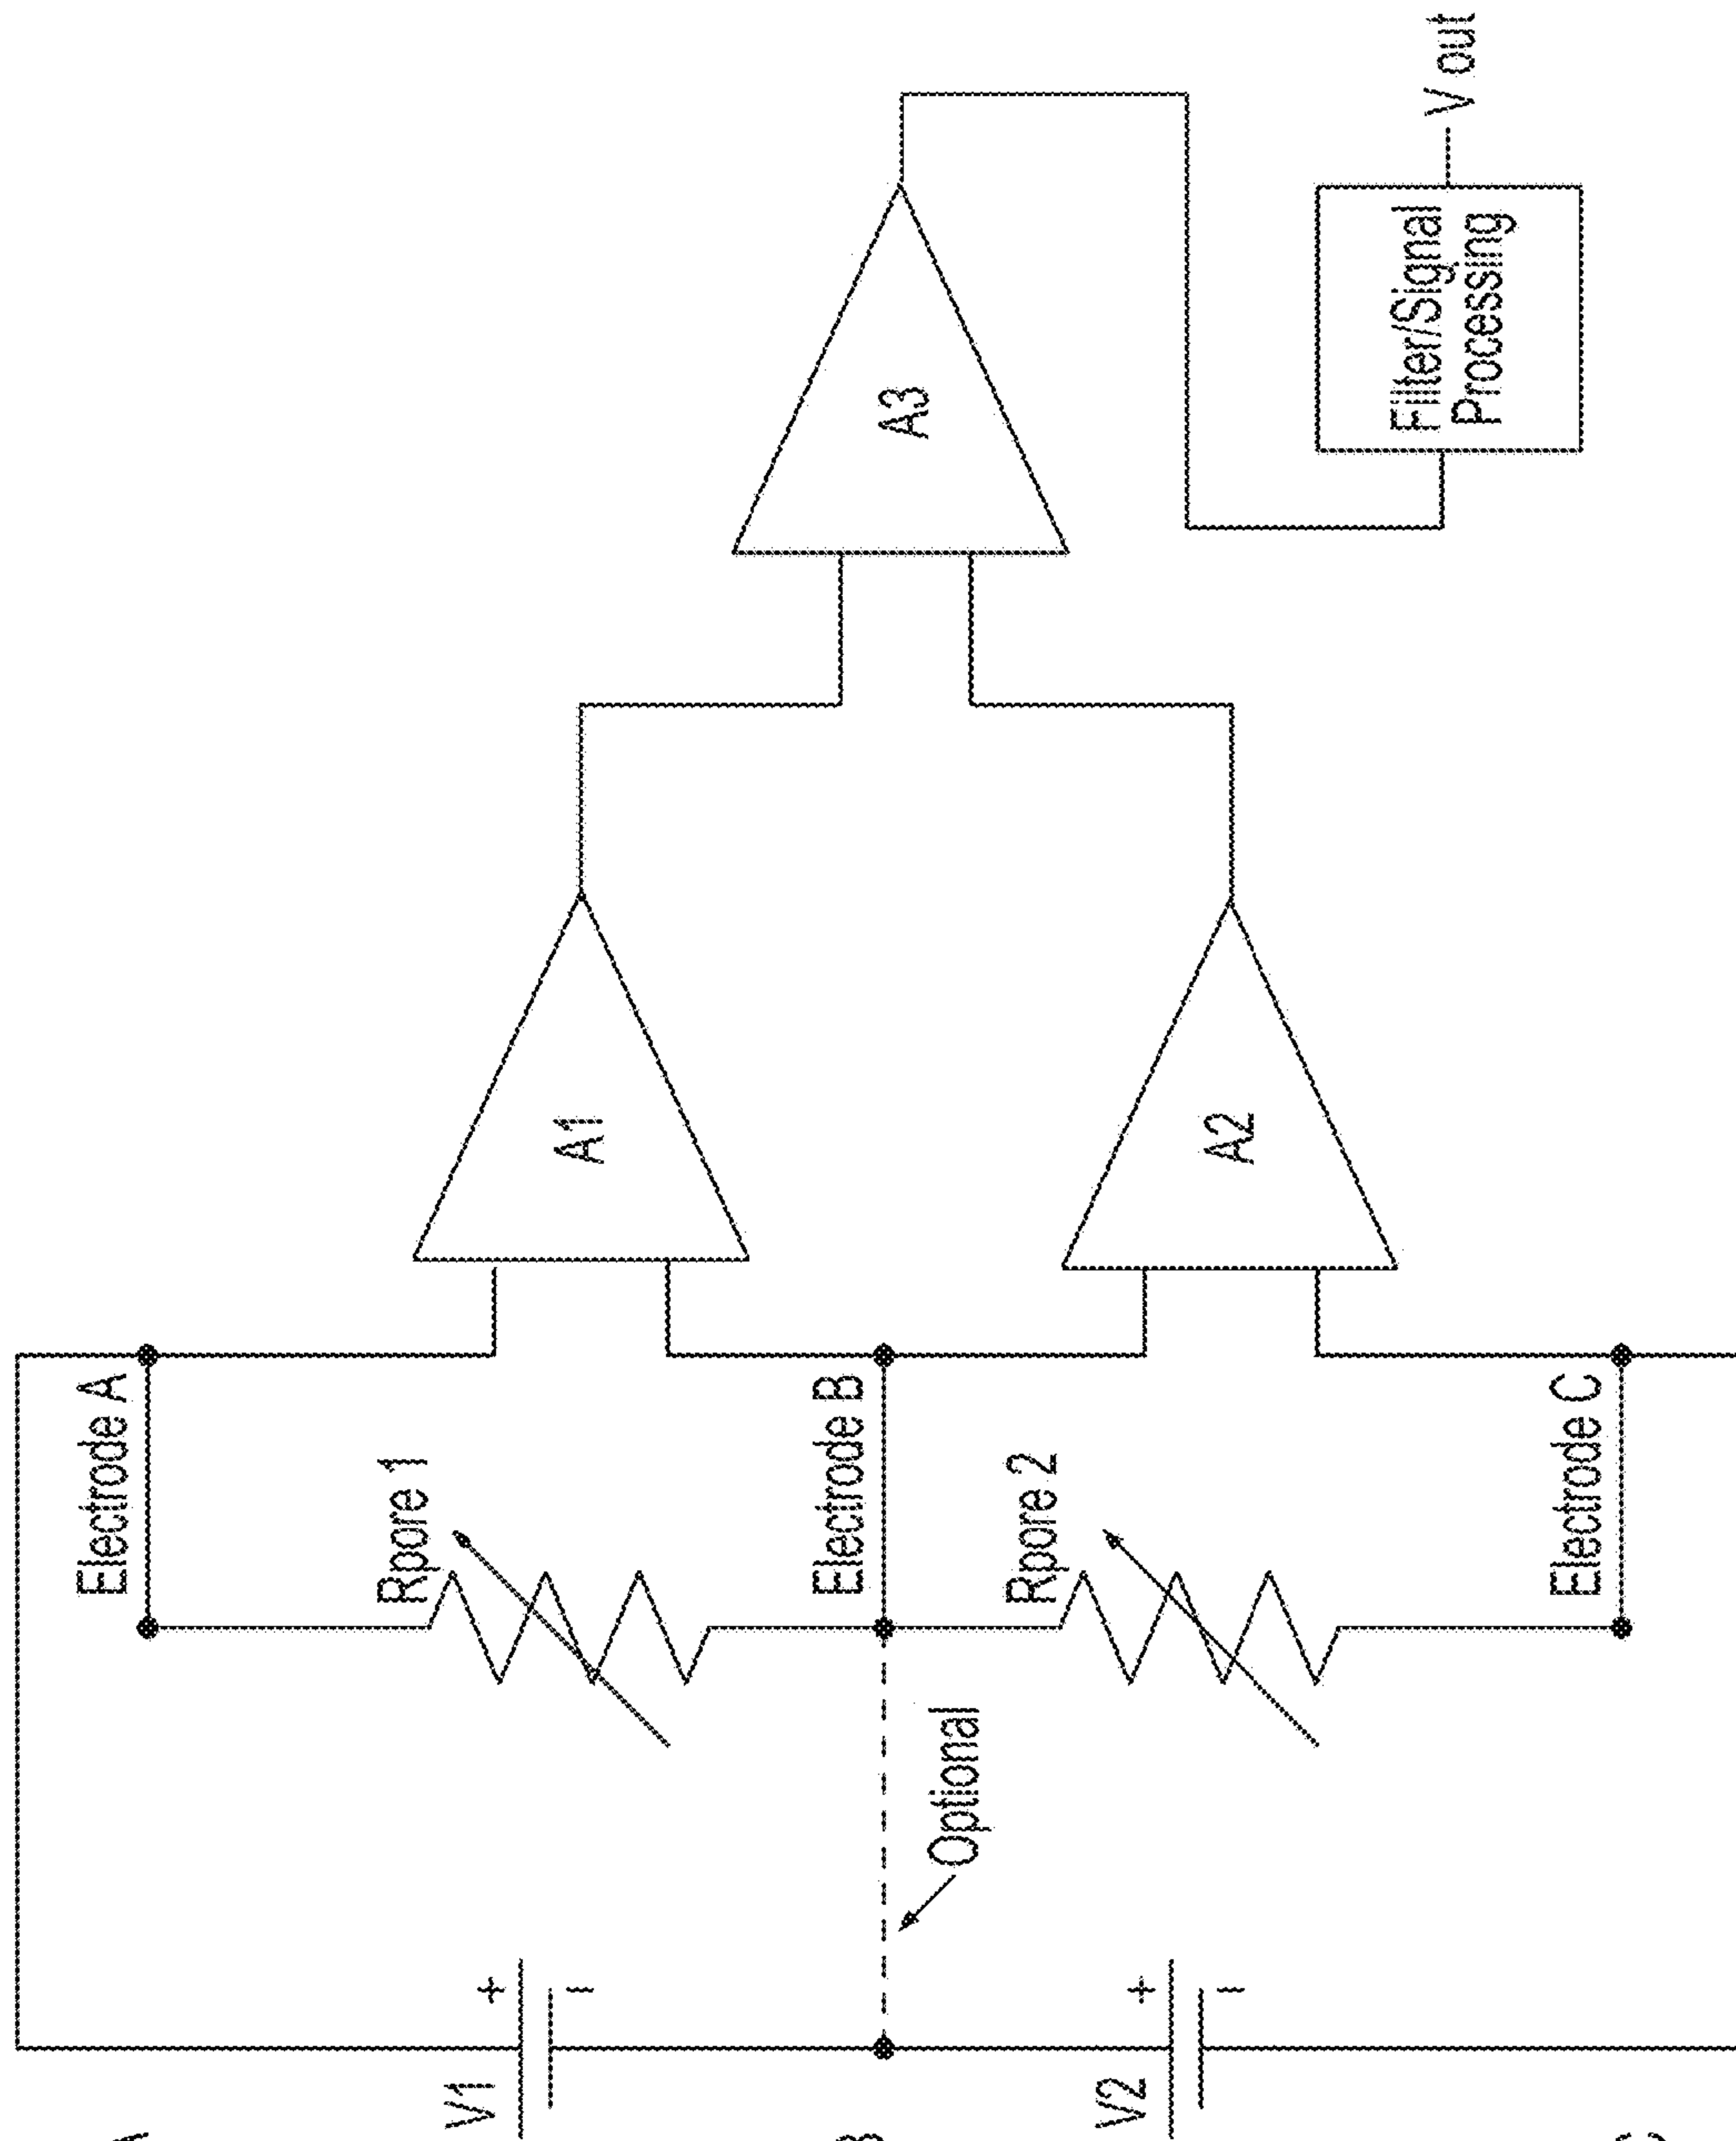 Electrode A
Rpore 1
Electrode B
Rpore 2
Electrode C
Optional
V1
+
−
V2
+
−
A1
A2
A3
Filter/Signal
Processing
V out
A
B
C